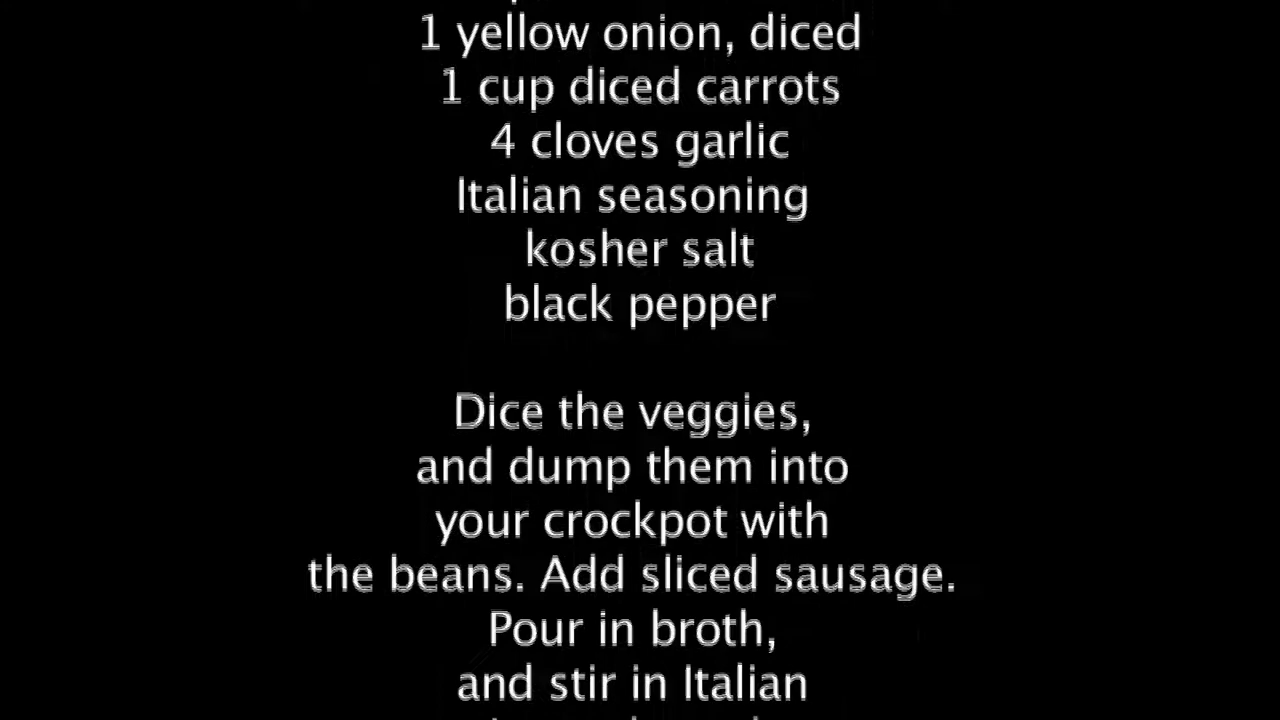 1 yellow onion, diced
1 cup diced carrots
4 cloves garlic
Italian seasoning
kosher salt
black pepper
Dice the veggies,
and dump them into
your crockpot with
the beans. Add sliced sausage.
Pour in broth,
and stir in Italian